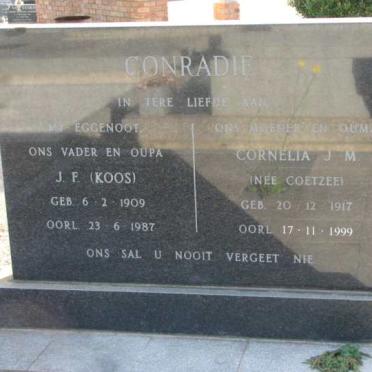 CONRADIE
IN TERE LIEFDE AAN
MY EGGENOOT,
ONS VADER EN OUPA
J. F. (KOOS)
GEB. 6 · 2 · 1909
OORL. 23 · 6 · 1987
ONS MOEDER EN OUMA
CORNELIA J. M.
(NEE COETZEE)
GEB. 20 · 12 · 1917
OORL. 17 · 11 · 1999
ONS SAL U NOOIT VERGEET NIE